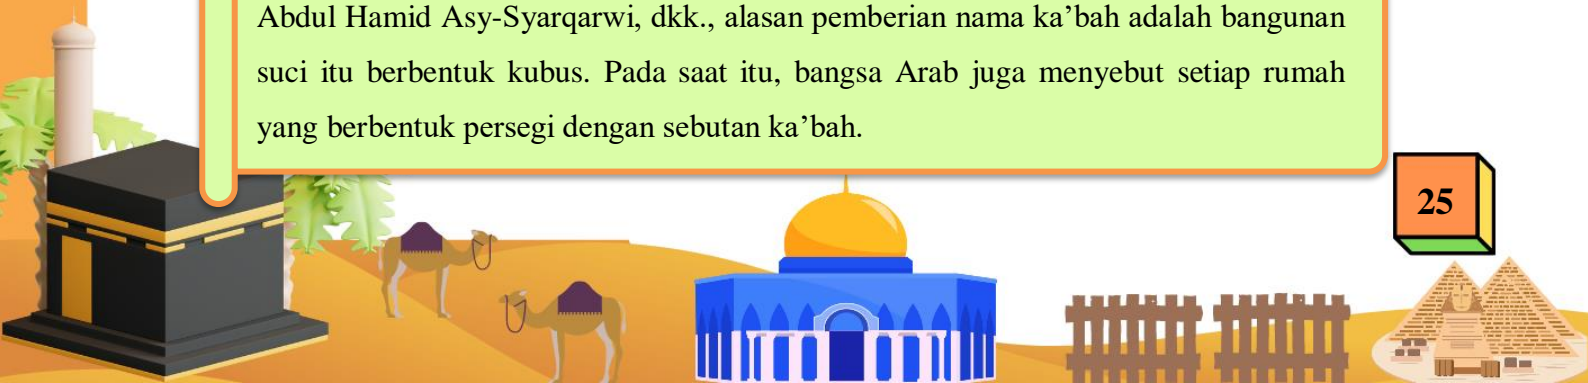 Abdul Hamid Asy-Syarqarwi, dkk., alasan pemberian nama ka’bah adalah bangunan
suci itu berbentuk kubus. Pada saat itu, bangsa Arab juga menyebut setiap rumah
yang berbentuk persegi dengan sebutan ka’bah.
25